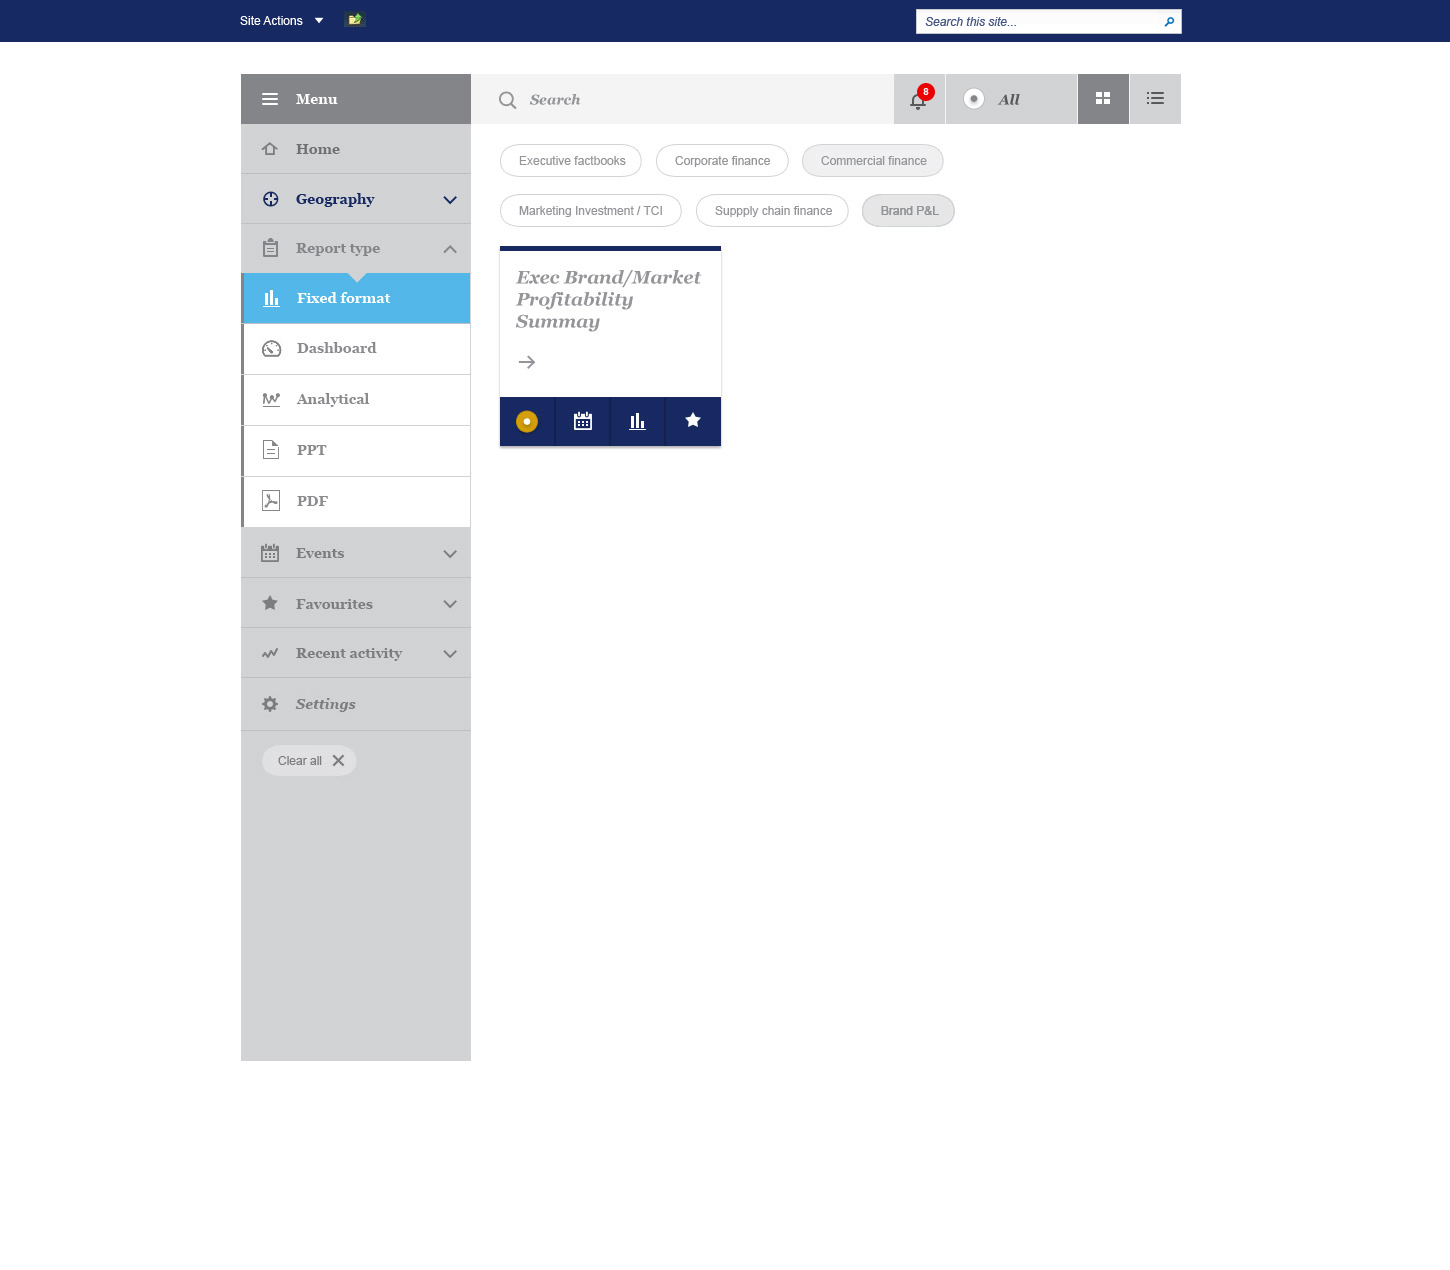 Site Actions
Search this site...
Menu
Search
8
All
Home
Geography
Report type
Fixed format
Dashboard
Analytical
PPT
PDF
Events
Favourites
Recent activity
Settings
Clear all
Executive factbooks
Corporate finance
Commercial finance
Marketing Investment / TCI
Suppply chain finance
Brand P&L
Exec Brand/Market
Profitability
Summay